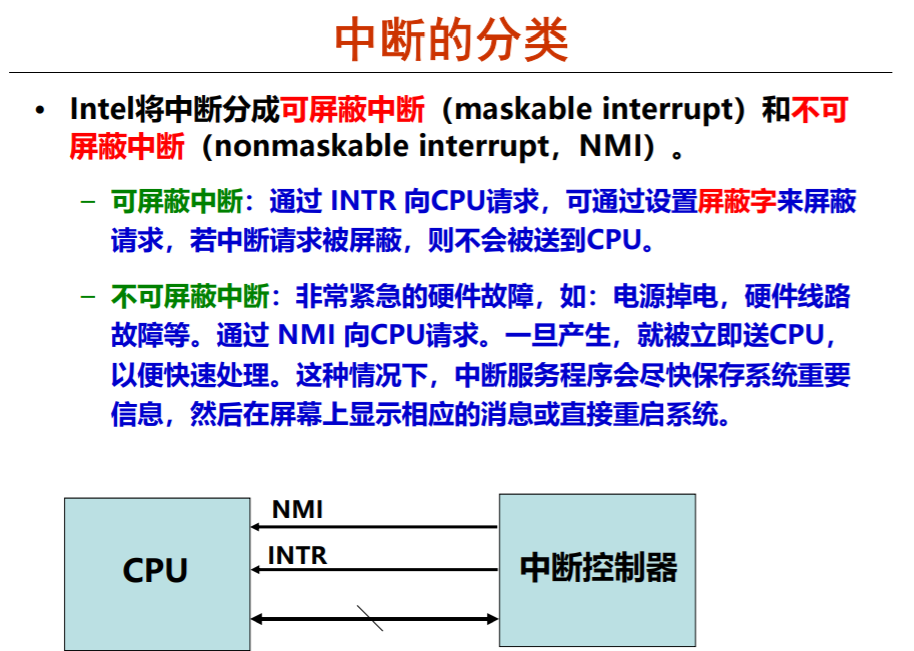 中断的分类
• Intel将中断分成可屏蔽中断（maskable interrupt）和不可
屏蔽中断（nonmaskable interrupt，NMI）。
– 可屏蔽中断：通过 INTR 向CPU请求，可通过设置屏蔽字来屏蔽
请求，若中断请求被屏蔽，则不会被送到CPU。
– 不可屏蔽中断：非常紧急的硬件故障，如：电源掉电，硬件线路
故障等。通过 NMI 向CPU请求。一旦产生，就被立即送CPU，
以便快速处理。这种情况下，中断服务程序会尽快保存系统重要
信息，然后在屏幕上显示相应的消息或直接重启系统。
NMI
INTR
CPU
中断控制器